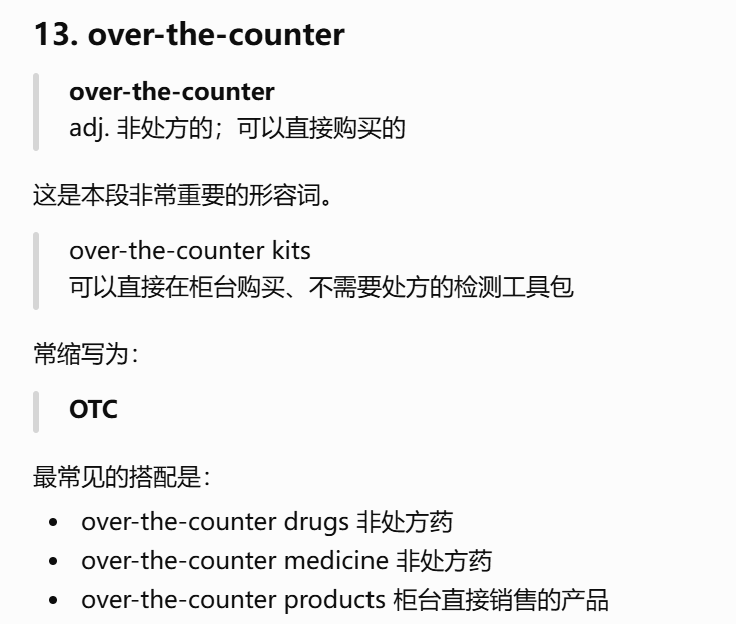 13. over-the-counter
over-the-counter
adj. 非处方的；可以直接购买的
这是本段非常重要的形容词。
over-the-counter kits
可以直接在柜台购买、不需要处方的检测工具包
常缩写为：
OTC
最常见的搭配是：
• over-the-counter drugs 非处方药
• over-the-counter medicine 非处方药
• over-the-counter products 柜台直接销售的产品